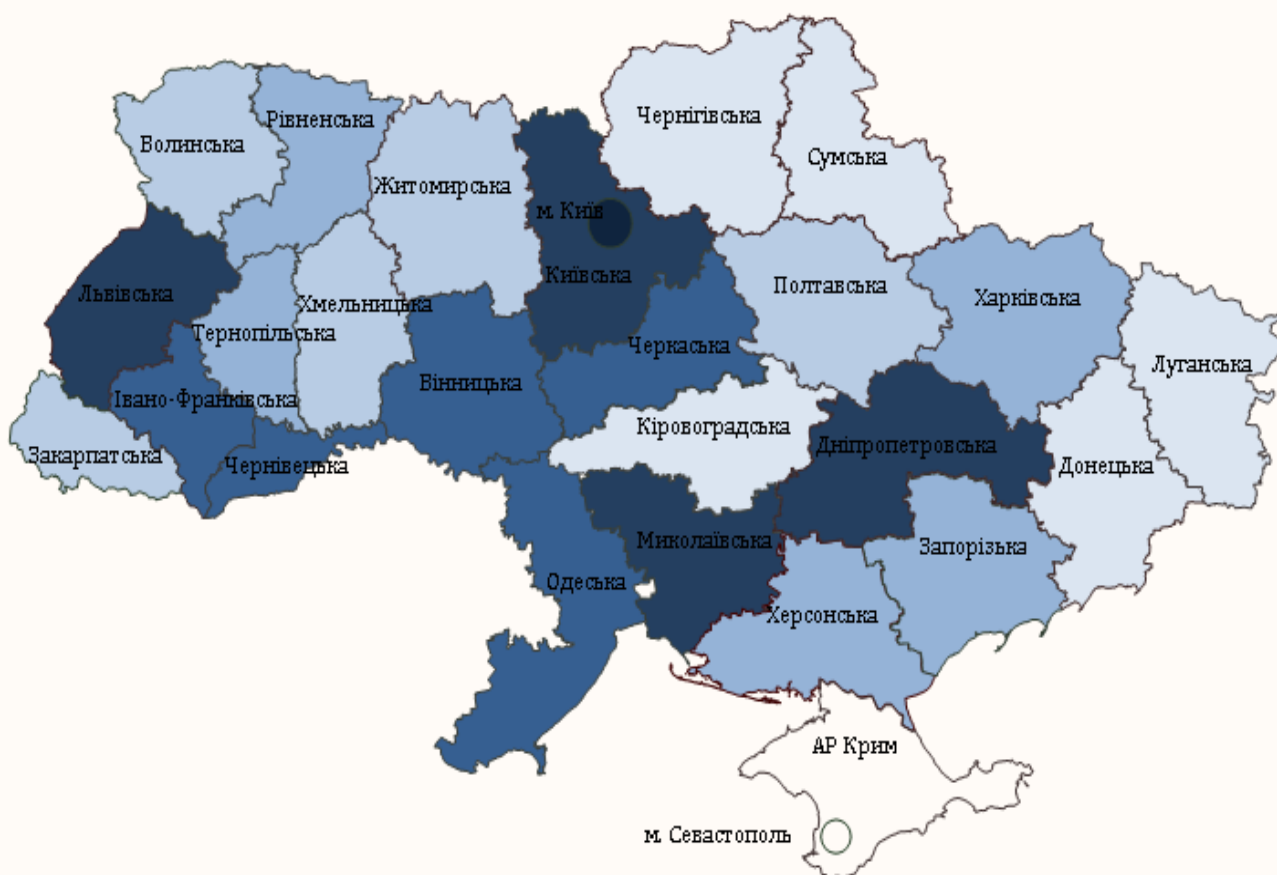 Чернігівська
Рівненська
Волинська
Сумська
Житомирська
м. Київ
Київська
Полтавська
Львівська
Харківська
Хмельницька
Тернопільська
Черкаська
Луганська
Вінницька
Івано-Франківська
Кіровоградська
Дніпропетровська
Закарпатська
Чернівецька
Донецька
Миколаївська
Запорізька
Одеська
Херсонська
АР Крим
м. Севастополь